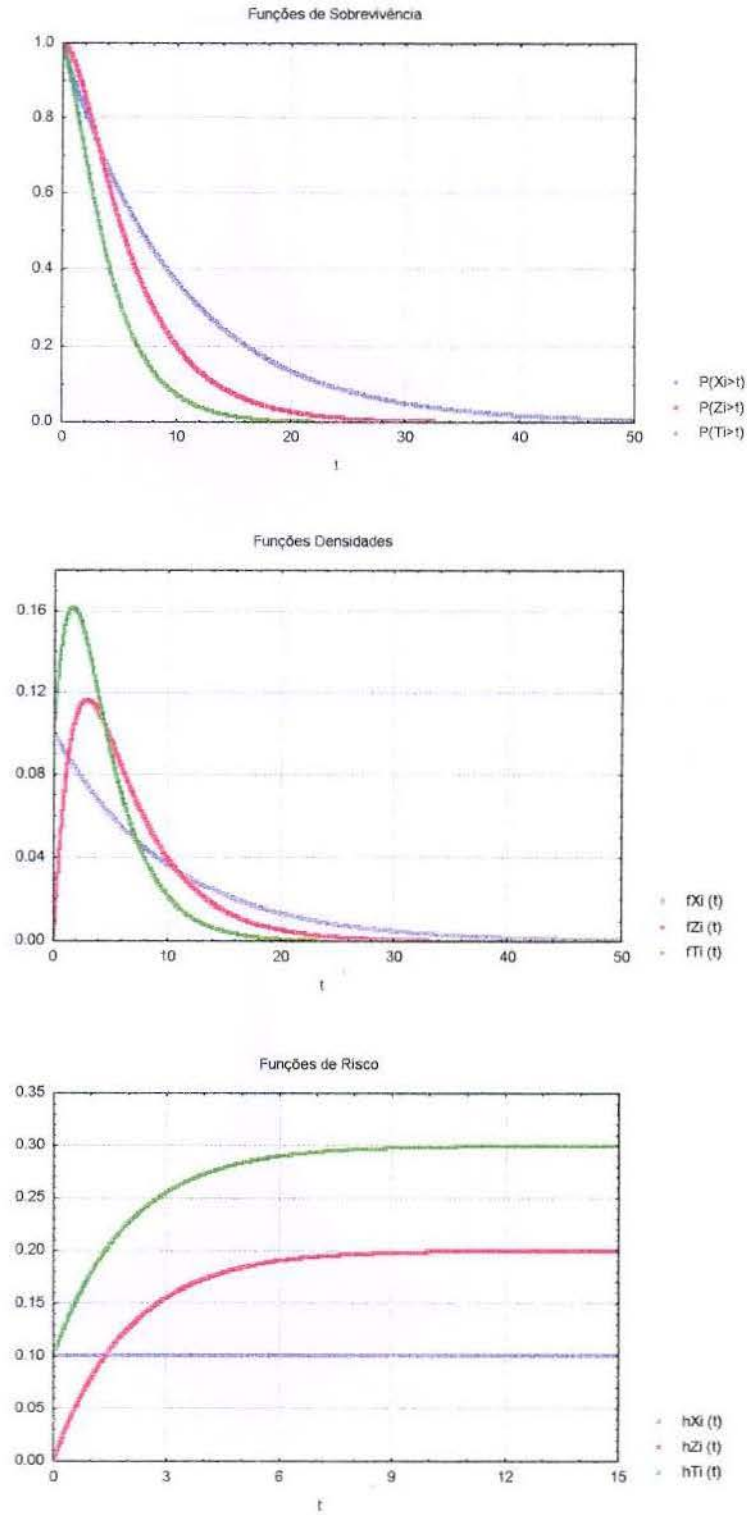 Funções de Sobrevivência
1.0
0.8
0.6
0.4
0.2
0.0
0 10 20 30 40 50
t
P(Xi>t)
P(Zi>t)
P(Ti>t)
Funções Densidades
0.16
0.12
0.08
0.04
0.00
0 10 20 30 40 50
t
fXi (t)
fZi (t)
fTi (t)
Funções de Risco
0.35
0.30
0.25
0.20
0.15
0.10
0.05
0.00
0 3 6 9 12 15
t
hXi (t)
hZi (t)
hTi (t)